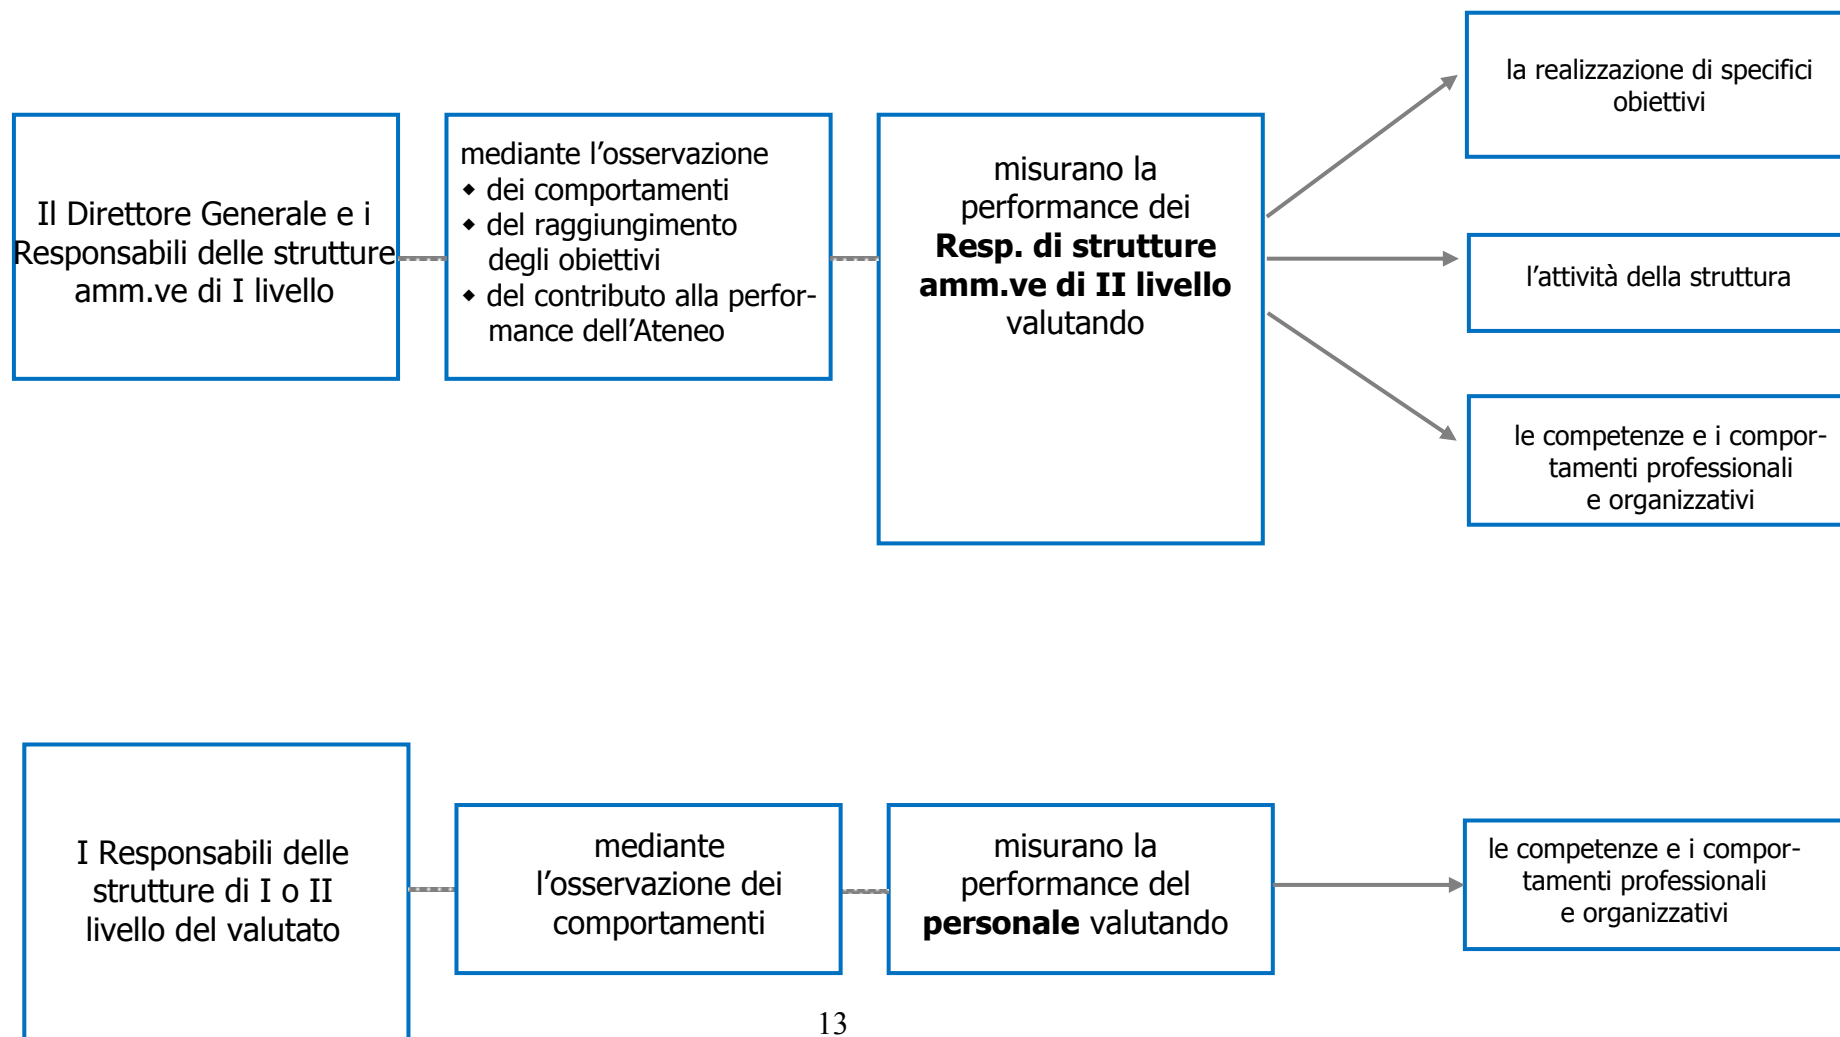 Il Direttore Generale e i
Responsabili delle strutture
amm.ve di I livello
mediante l’osservazione
◆ dei comportamenti
◆ del raggiungimento
degli obiettivi
◆ del contributo alla perfor-
mance dell’Ateneo
misurano la
performance dei
Resp. di strutture
amm.ve di II livello
valutando
la realizzazione di specifici
obiettivi
l’attività della struttura
le competenze e i compor-
tamenti professionali
e organizzativi
I Responsabili delle
strutture di I o II
livello del valutato
mediante
l’osservazione dei
comportamenti
misurano la
performance del
personale valutando
le competenze e i compor-
tamenti professionali
e organizzativi
13